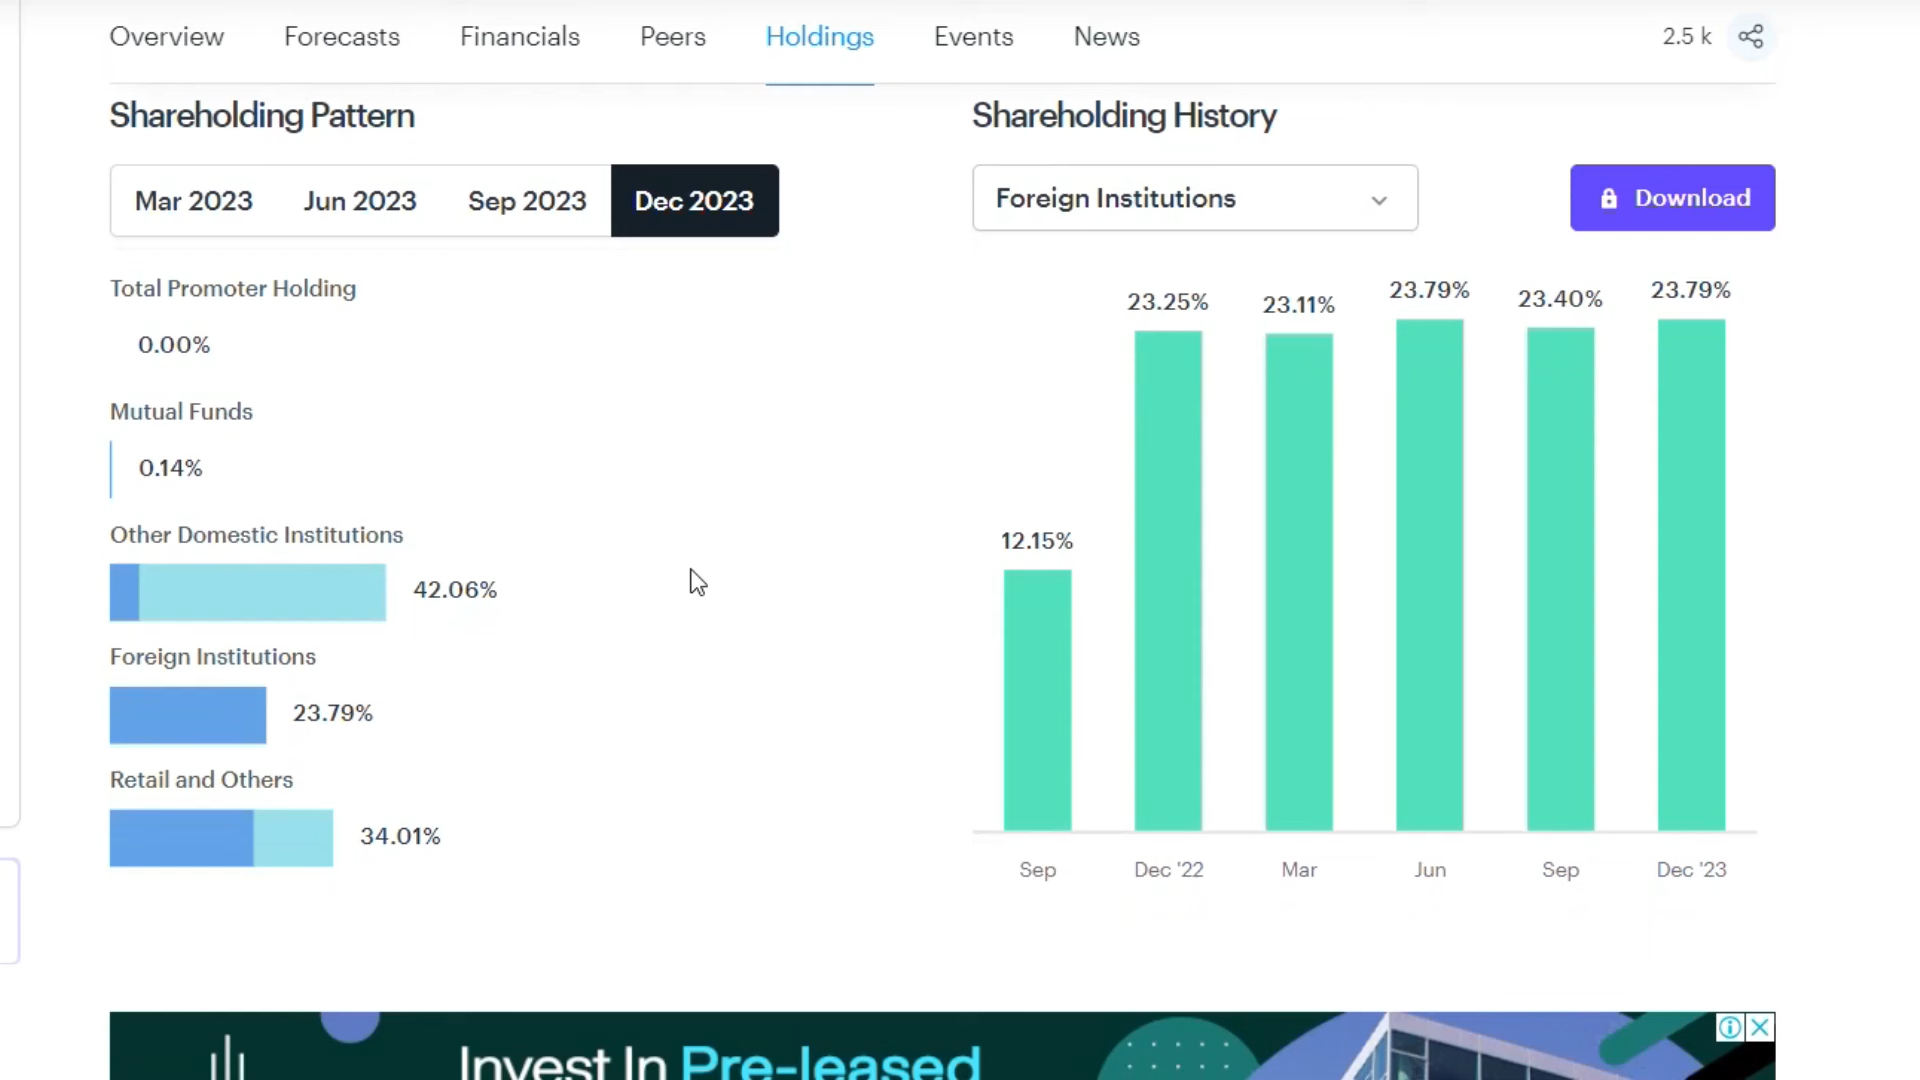 Overview Forecasts Financials Peers Holdings Events News 2.5 k
Shareholding Pattern
Mar 2023 Jun 2023 Sep 2023 Dec 2023
Total Promoter Holding
0.00%
Mutual Funds
0.14%
Other Domestic Institutions
42.06%
Foreign Institutions
23.79%
Retail and Others
34.01%
Shareholding History
Foreign Institutions
Download
12.15% 23.25% 23.11% 23.79% 23.40% 23.79%
Sep Dec '22 Mar Jun Sep Dec '23
Invest In Pre-leased